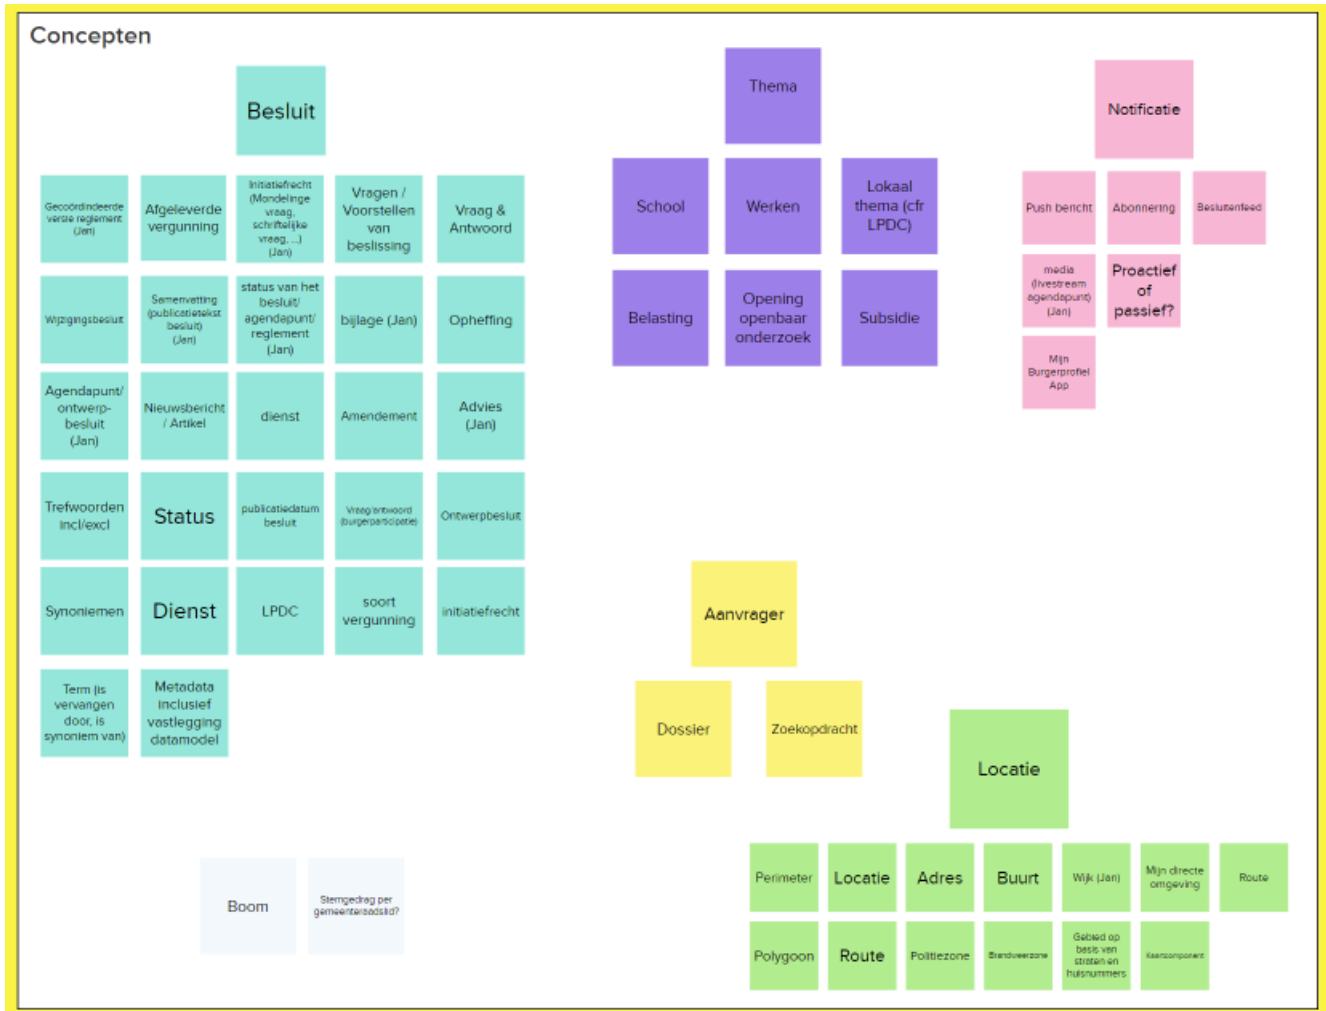 Concepten
Besluit
Gecoördineerde
versie reglement
(Jan)
Afgeleverde
vergunning
Initiatiefrecht
(Mondelinge
vraag,
schriftelijke
vraag, ...)
(Jan)
Vragen /
Voorstellen
van
beslissing
Vraag &
Antwoord
Wijzigingsbesluit
Samenvatting
(publicatietekst
besluit)
(Jan)
status van het
besluit/
agendapunt/
reglement
(Jan)
bijlage (Jan)
Opheffing
Agendapunt/
ontwerp-
besluit
(Jan)
Nieuwsbericht
/ Artikel
dienst
Amendement
Advies
(Jan)
Trefwoorden
incl/excl
Status
publicatiedatum
besluit
Vraag/antwoord
(burgerparticipatie)
Ontwerpbesluit
Synoniemen
Dienst
LPDC
soort
vergunning
initiatiefrecht
Term (is
vervangen
door, is
synoniem van)
Metadata
inclusief
vastlegging
datamodel
Thema
School
Werken
Lokaal
thema (cfr
LPDC)
Belasting
Opening
openbaar
onderzoek
Subsidie
Notificatie
Push bericht
Abonnering
Besluitenfeed
media
(livestream
agendapunt)
(Jan)
Proactief
of
passief?
Mijn
Burgerprofiel
App
Aanvrager
Dossier
Zoekopdracht
Locatie
Perimeter
Locatie
Adres
Buurt
Wijk (Jan)
Mijn directe
omgeving
Route
Polygoon
Route
Politiezone
Brandweerzone
Gebied op
basis van
straten en
huisnummers
Kaartcomponent
Boom
Stemgedrag per
gemeenteraadslid?